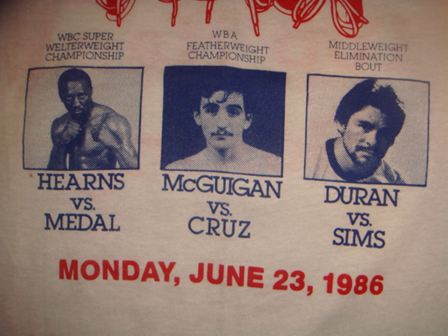 WBC SUPER
WELTERWEIGHT
CHAMPIONSHIP
HEARNS
VS.
MEDAL
WBA
FEATHERWEIGHT
CHAMPIONSHIP
McGUIGAN
VS.
CRUZ
MIDDLEWEIGHT
ELIMINATION
BOUT
DURAN
VS.
SIMS
MONDAY, JUNE 23, 1986